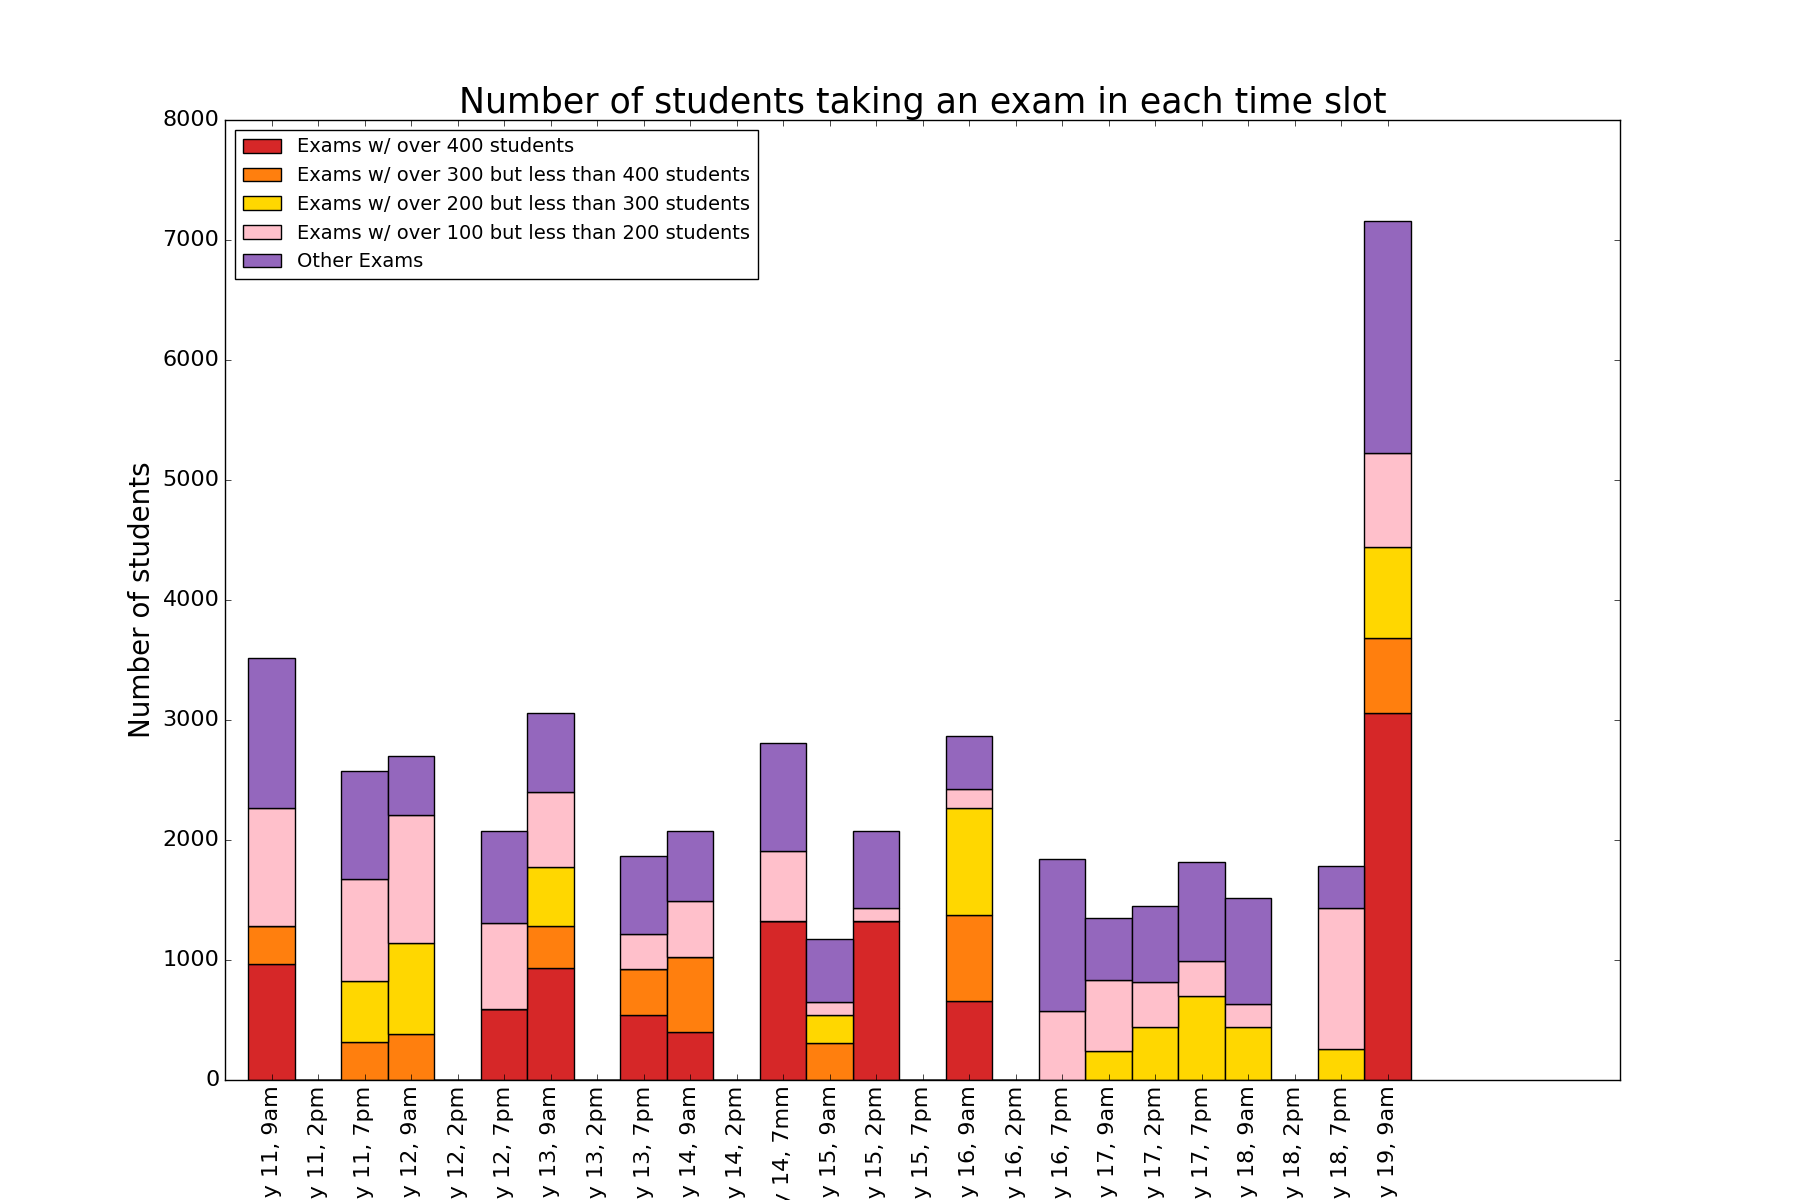 Number of students taking an exam in each time slot
Exams w/ over 400 students
Exams w/ over 300 but less than 400 students
Exams w/ over 200 but less than 300 students
Exams w/ over 100 but less than 200 students
Other Exams
8000
7000
6000
5000
4000
3000
2000
1000
0
Number of students
y 11, 9am
y 11, 2pm
y 11, 7pm
y 12, 9am
y 12, 2pm
y 12, 7pm
y 13, 9am
y 13, 2pm
y 13, 7pm
y 14, 9am
y 14, 2pm
y 14, 7mm
y 15, 9am
y 15, 2pm
y 15, 7pm
y 16, 9am
y 16, 2pm
y 16, 7pm
y 17, 9am
y 17, 2pm
y 17, 7pm
y 18, 9am
y 18, 2pm
y 18, 7pm
y 19, 9am